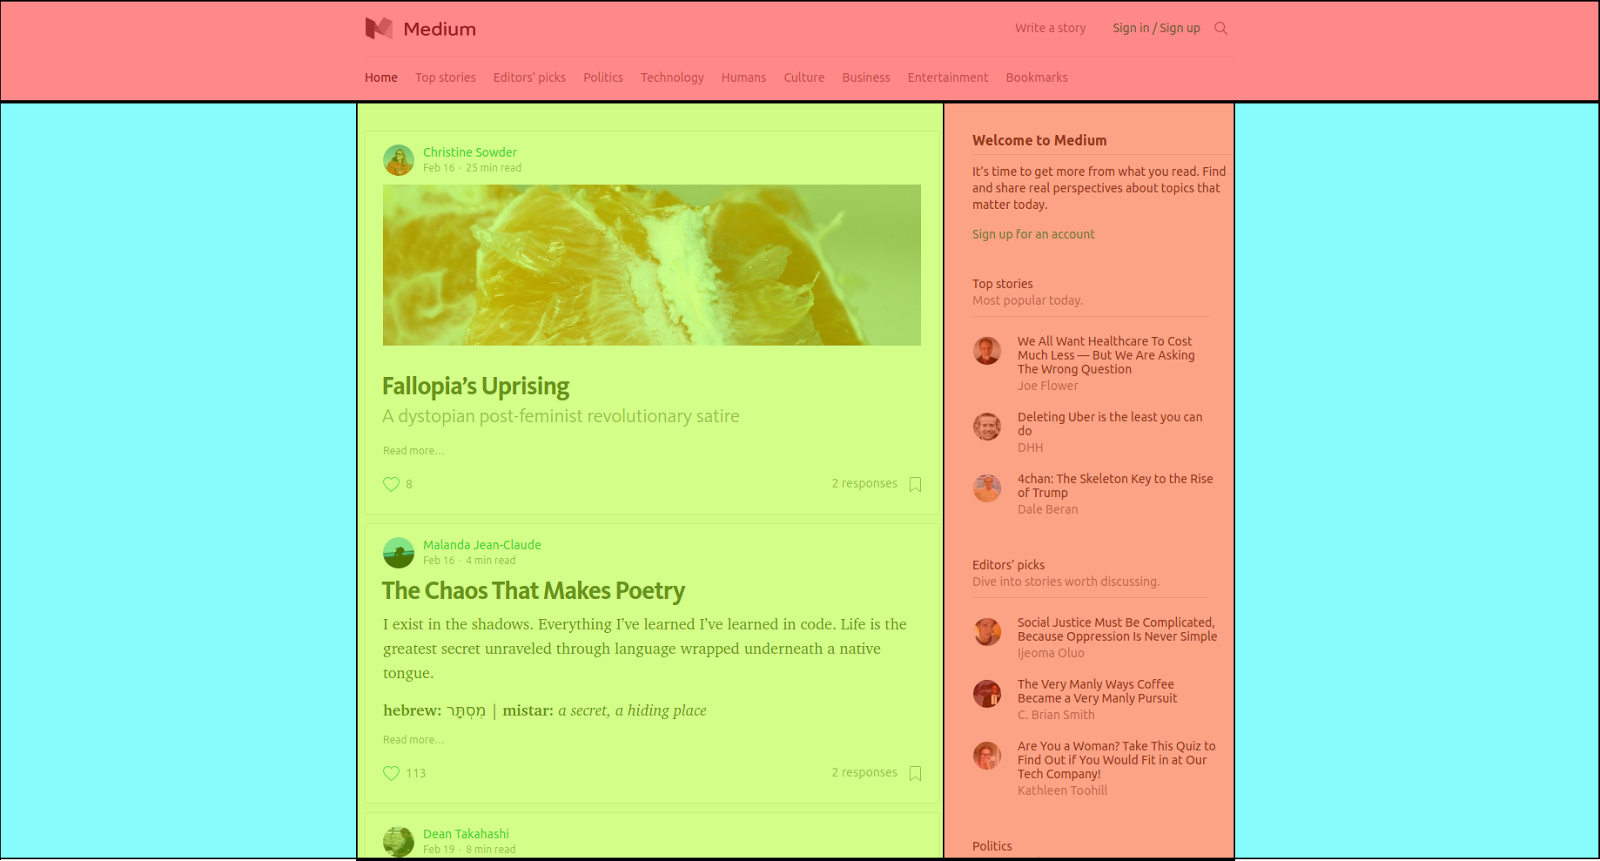 Medium
Write a story
Sign in / Sign up
Home
Top stories
Editors' picks
Politics
Technology
Humans
Culture
Business
Entertainment
Bookmarks
Christine Sowder
Feb 16 · 25 min read
Fallopia’s Uprising
A dystopian post-feminist revolutionary satire
Read more…
8
2 responses
Malanda Jean-Claude
Feb 16 · 4 min read
The Chaos That Makes Poetry
I exist in the shadows. Everything I’ve learned I’ve learned in code. Life is the
greatest secret unraveled through language wrapped underneath a native
tongue.
hebrew: מִסְתָּר | mistar: a secret, a hiding place
Read more…
113
2 responses
Dean Takahashi
Feb 19 · 8 min read
Welcome to Medium
It’s time to get more from what you read. Find
and share real perspectives about topics that
matter today.
Sign up for an account
Top stories
Most popular today.
We All Want Healthcare To Cost
Much Less — But We Are Asking
The Wrong Question
Joe Flower
Deleting Uber is the least you can
do
DHH
4chan: The Skeleton Key to the Rise
of Trump
Dale Beran
Editors' picks
Dive into stories worth discussing.
Social Justice Must Be Complicated,
Because Oppression Is Never Simple
Ijeoma Oluo
The Very Manly Ways Coffee
Became a Very Manly Pursuit
C. Brian Smith
Are You a Woman? Take This Quiz to
Find Out if You Would Fit in at Our
Tech Company!
Kathleen Toohill
Politics